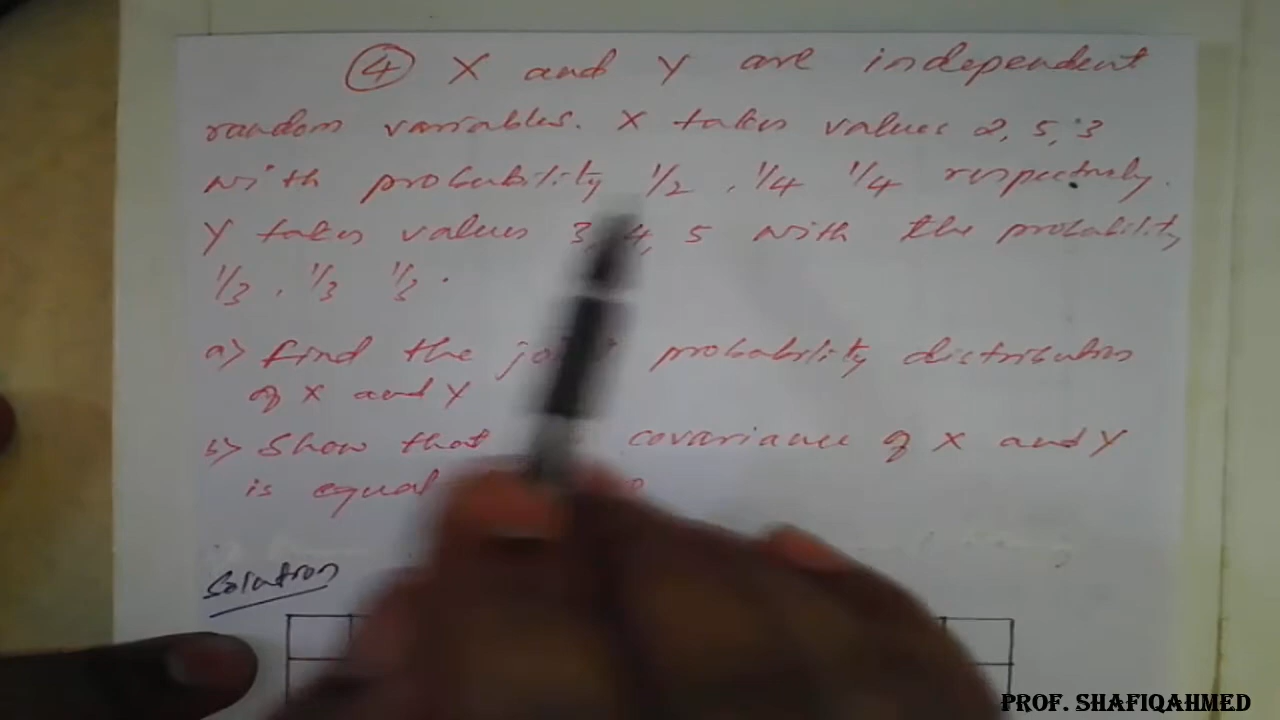 ④ X and Y are independent
random variables. X takes values 2, 5, 3
with probability 1/2, 1/4 1/4 respectively.
Y takes values 3, 4, 5 with the probability
1/3, 1/3 1/3.
a) find the probability distribution
of X and Y
b) Show that covariance of X and Y
is equal
Solution
PROF. SHAFIQAHMED